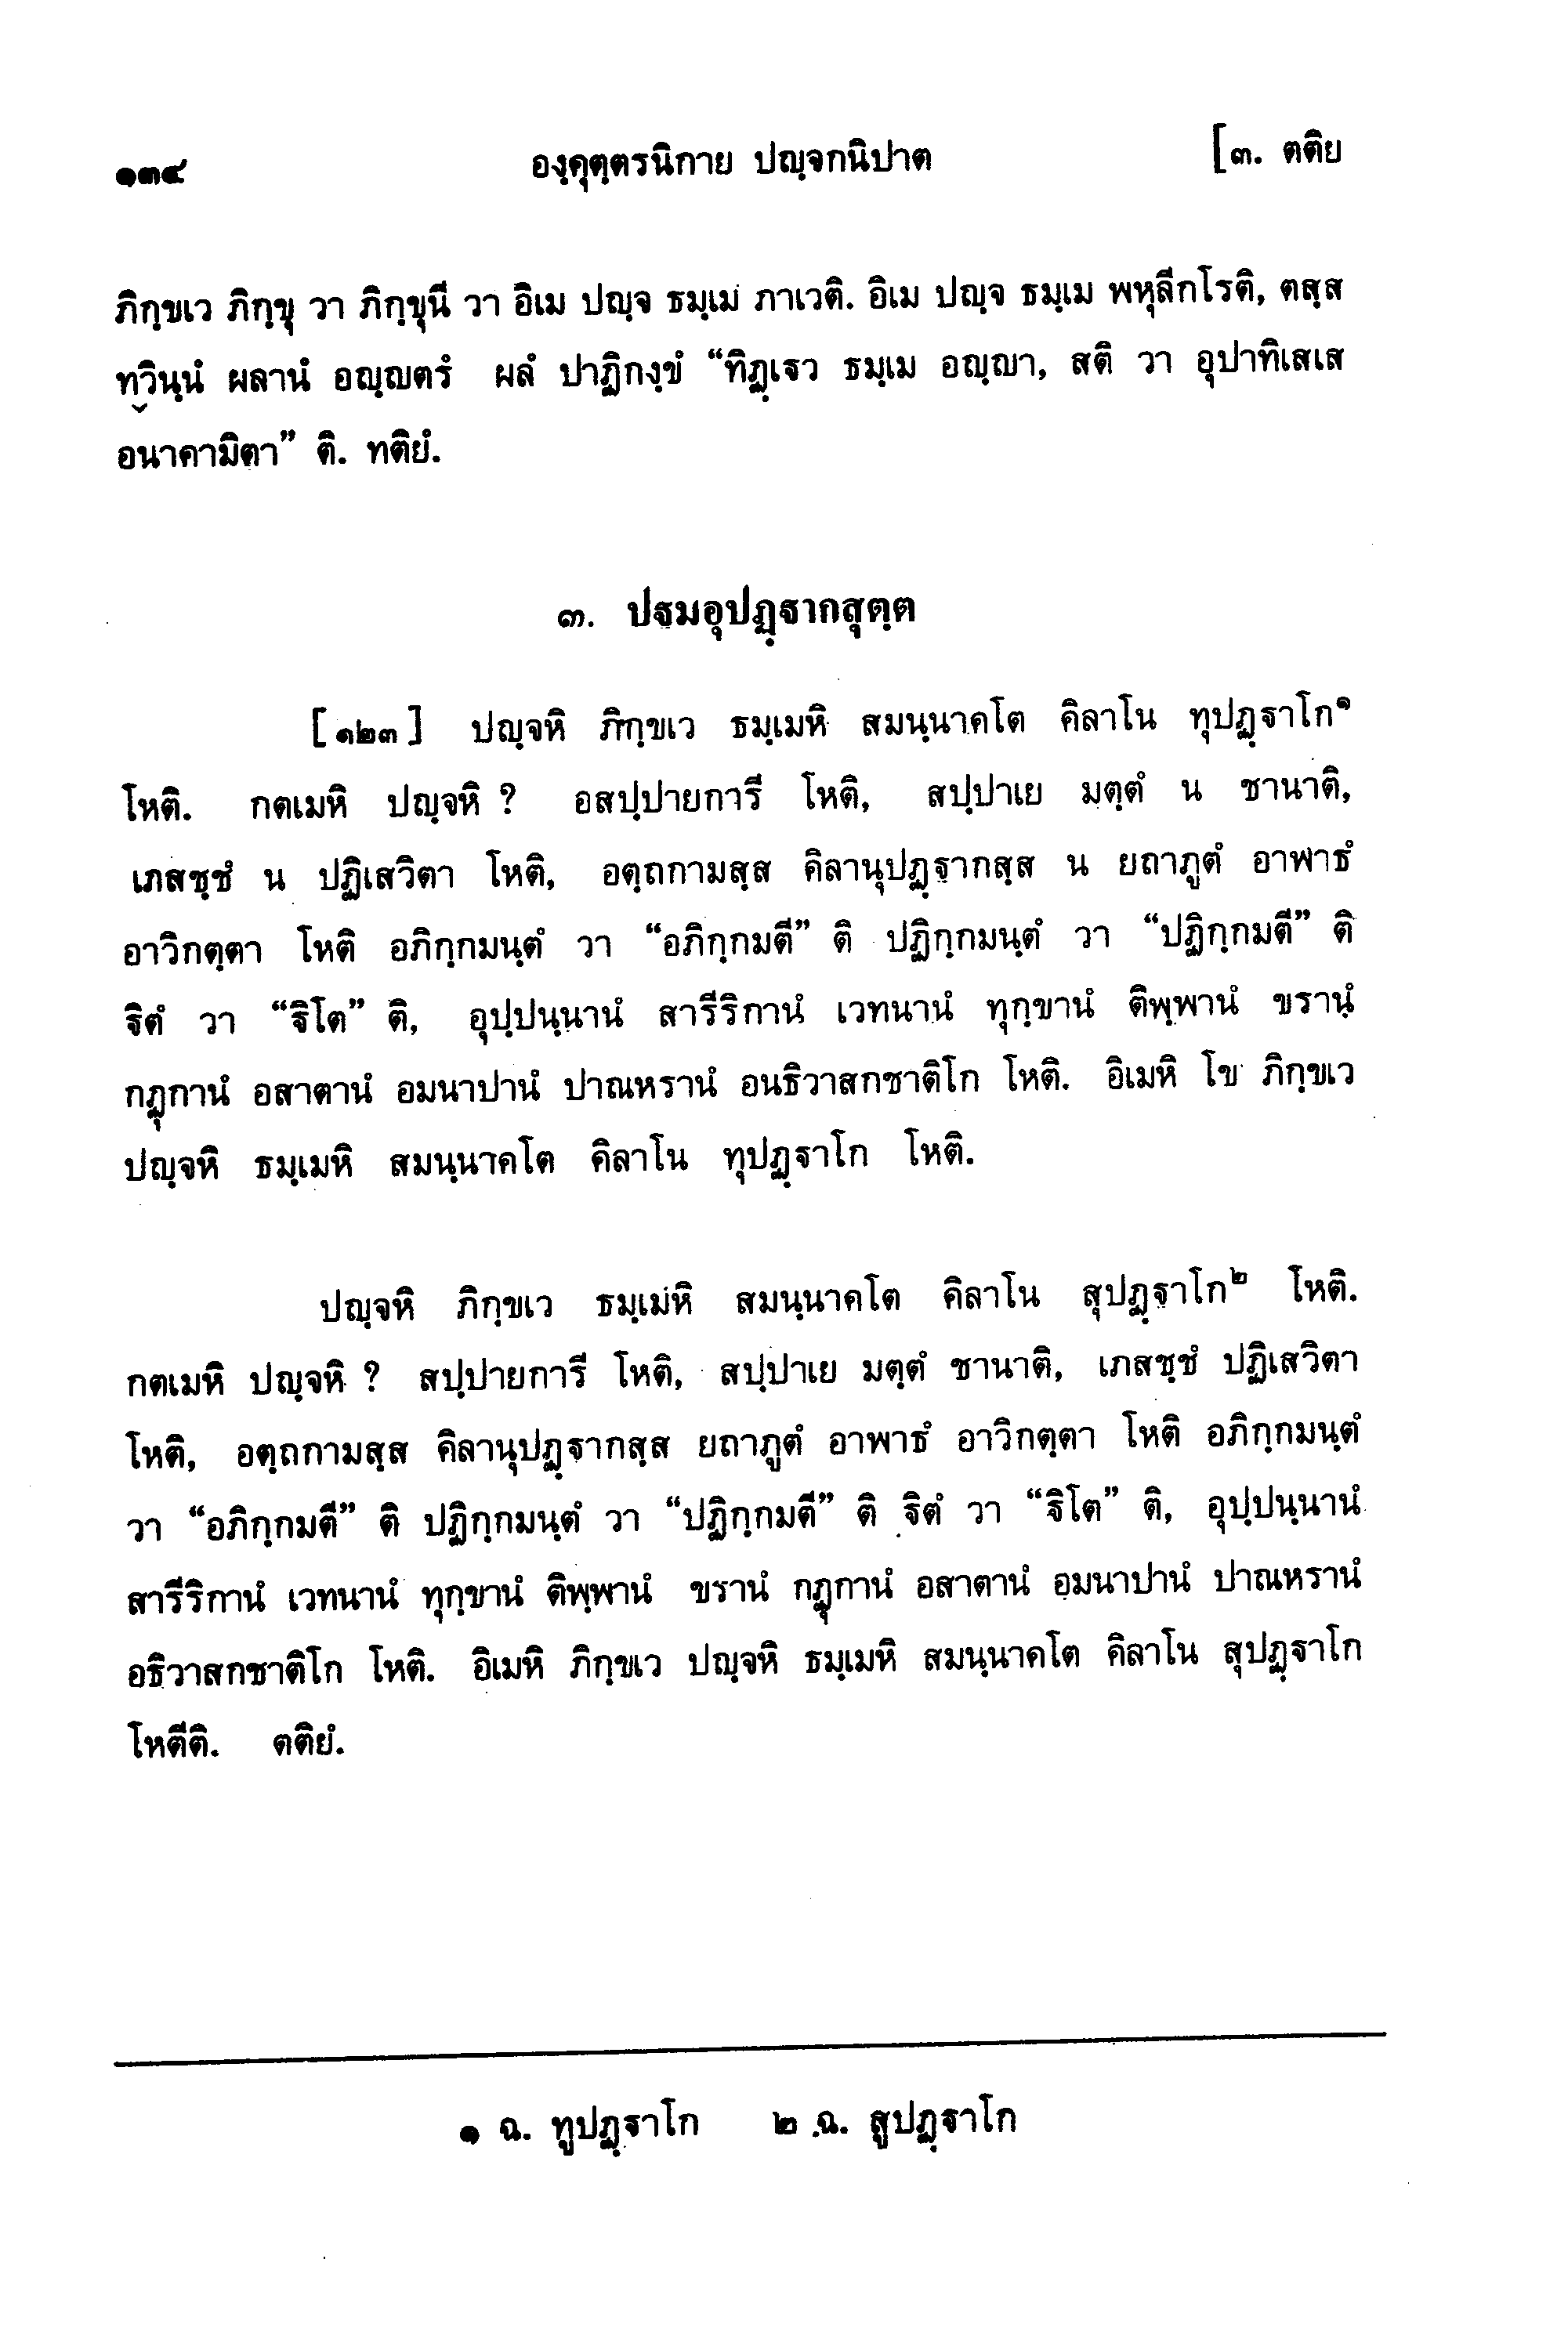 ๑๓๔ องฺคุตฺตรนิกาย ปญฺจกนิปาต [๓. ตติย
ภิกฺขเว ภิกฺขุ วา ภิกฺขุนี วา อิเม ปญฺจ ธมฺเม ภาเวติ. อิเม ปญฺจ ธมฺเม พหุลีกโรติ, ตสฺส
ทฺวินฺนํ ผลานํ อญฺญตรํ ผลํ ปาฏิกงฺขํ “ทิฏฺเฐว ธมฺเม อญฺญา, สติ วา อุปาทิเสเส
อนาคามิตา” ติ. ทติยํ.
๓. ปฐมอุปฏฺฐากสุตฺต
[๑๒๓] ปญฺจหิ ภิกฺขเว ธมฺเมหิ สมนฺนาคโต คิลาโน ทุปฏฺฐาโก๑
โหติ. กตเมหิ ปญฺจหิ ? อสปฺปายการี โหติ, สปฺปาเย มตฺตํ น ชานาติ,
เภสชฺชํ น ปฏิเสวิตา โหติ, อตฺถกามสฺส คิลานุปฏฺฐากสฺส น ยถาภูตํ อาพาธํ
อาวิกตฺตา โหติ อภิกฺกมนฺตํ วา “อภิกฺกมตี” ติ ปฏิกฺกมนฺตํ วา “ปฏิกฺกมตี” ติ
ฐิตํ วา “ฐิโต” ติ, อุปฺปนฺนานํ สารีริกานํ เวทนานํ ทุกฺขานํ ติพฺพานํ ขรานํ
กฏุกานํ อสาตานํ อมนาปานํ ปาณหรานํ อนธิวาสกชาติโก โหติ. อิเมหิ โข ภิกฺขเว
ปญฺจหิ ธมฺเมหิ สมนฺนาคโต คิลาโน ทุปฏฺฐาโก โหติ.
ปญฺจหิ ภิกฺขเว ธมฺเมหิ สมนฺนาคโต คิลาโน สุปฏฺฐาโก๒ โหติ.
กตเมหิ ปญฺจหิ ? สปฺปายการี โหติ, สปฺปาเย มตฺตํ ชานาติ, เภสชฺชํ ปฏิเสวิตา
โหติ, อตฺถกามสฺส คิลานุปฏฺฐากสฺส ยถาภูตํ อาพาธํ อาวิกตฺตา โหติ อภิกฺกมนฺตํ
วา “อภิกฺกมตี” ติ ปฏิกฺกมนฺตํ วา “ปฏิกฺกมตี” ติ ฐิตํ วา “ฐิโต” ติ, อุปฺปนฺนานํ
สารีริกานํ เวทนานํ ทุกฺขานํ ติพฺพานํ ขรานํ กฏุกานํ อสาตานํ อมนาปานํ ปาณหรานํ
อธิวาสกชาติโก โหติ. อิเมหิ ภิกฺขเว ปญฺจหิ ธมฺเมหิ สมนฺนาคโต คิลาโน สุปฏฺฐาโก
โหตีติ. ตติยํ.
๑ ฉ. ทูปฏฺฐาโก ๒ ฉ. สูปฏฺฐาโก